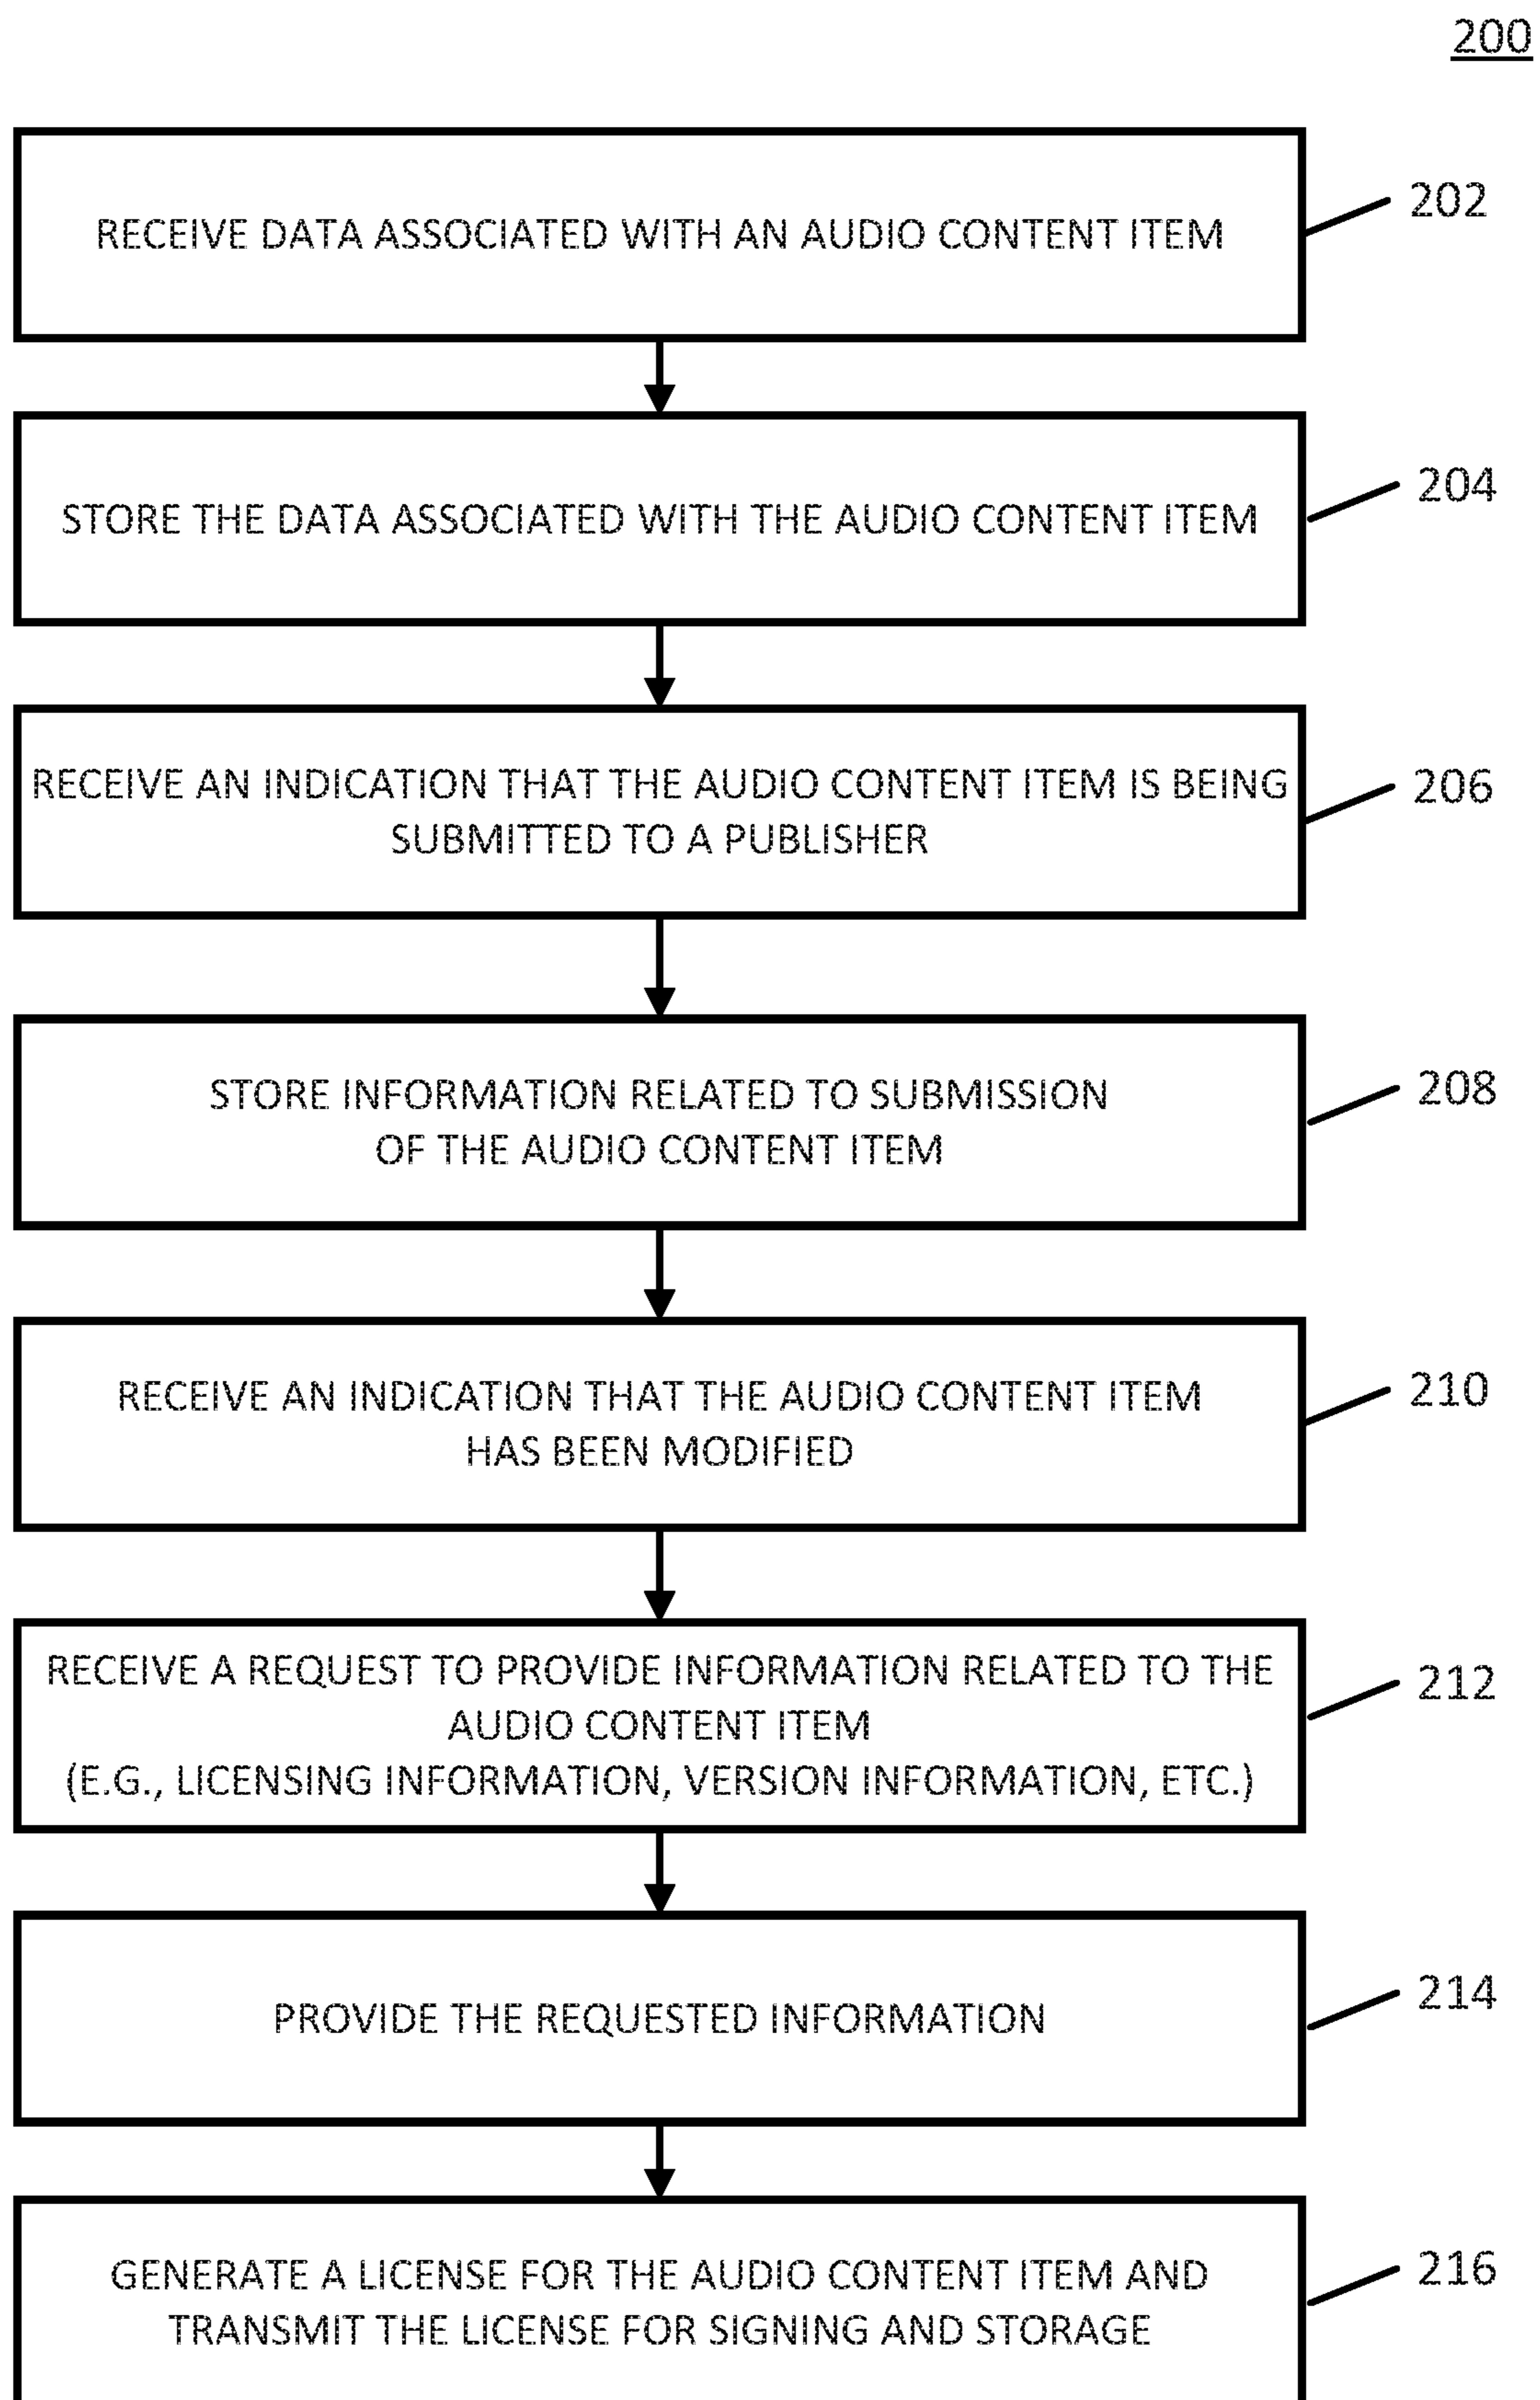 200
RECEIVE DATA ASSOCIATED WITH AN AUDIO CONTENT ITEM
202
STORE THE DATA ASSOCIATED WITH THE AUDIO CONTENT ITEM
204
RECEIVE AN INDICATION THAT THE AUDIO CONTENT ITEM IS BEING
SUBMITTED TO A PUBLISHER
206
STORE INFORMATION RELATED TO SUBMISSION
OF THE AUDIO CONTENT ITEM
208
RECEIVE AN INDICATION THAT THE AUDIO CONTENT ITEM
HAS BEEN MODIFIED
210
RECEIVE A REQUEST TO PROVIDE INFORMATION RELATED TO THE
AUDIO CONTENT ITEM
(E.G., LICENSING INFORMATION, VERSION INFORMATION, ETC.)
212
PROVIDE THE REQUESTED INFORMATION
214
GENERATE A LICENSE FOR THE AUDIO CONTENT ITEM AND
TRANSMIT THE LICENSE FOR SIGNING AND STORAGE
216